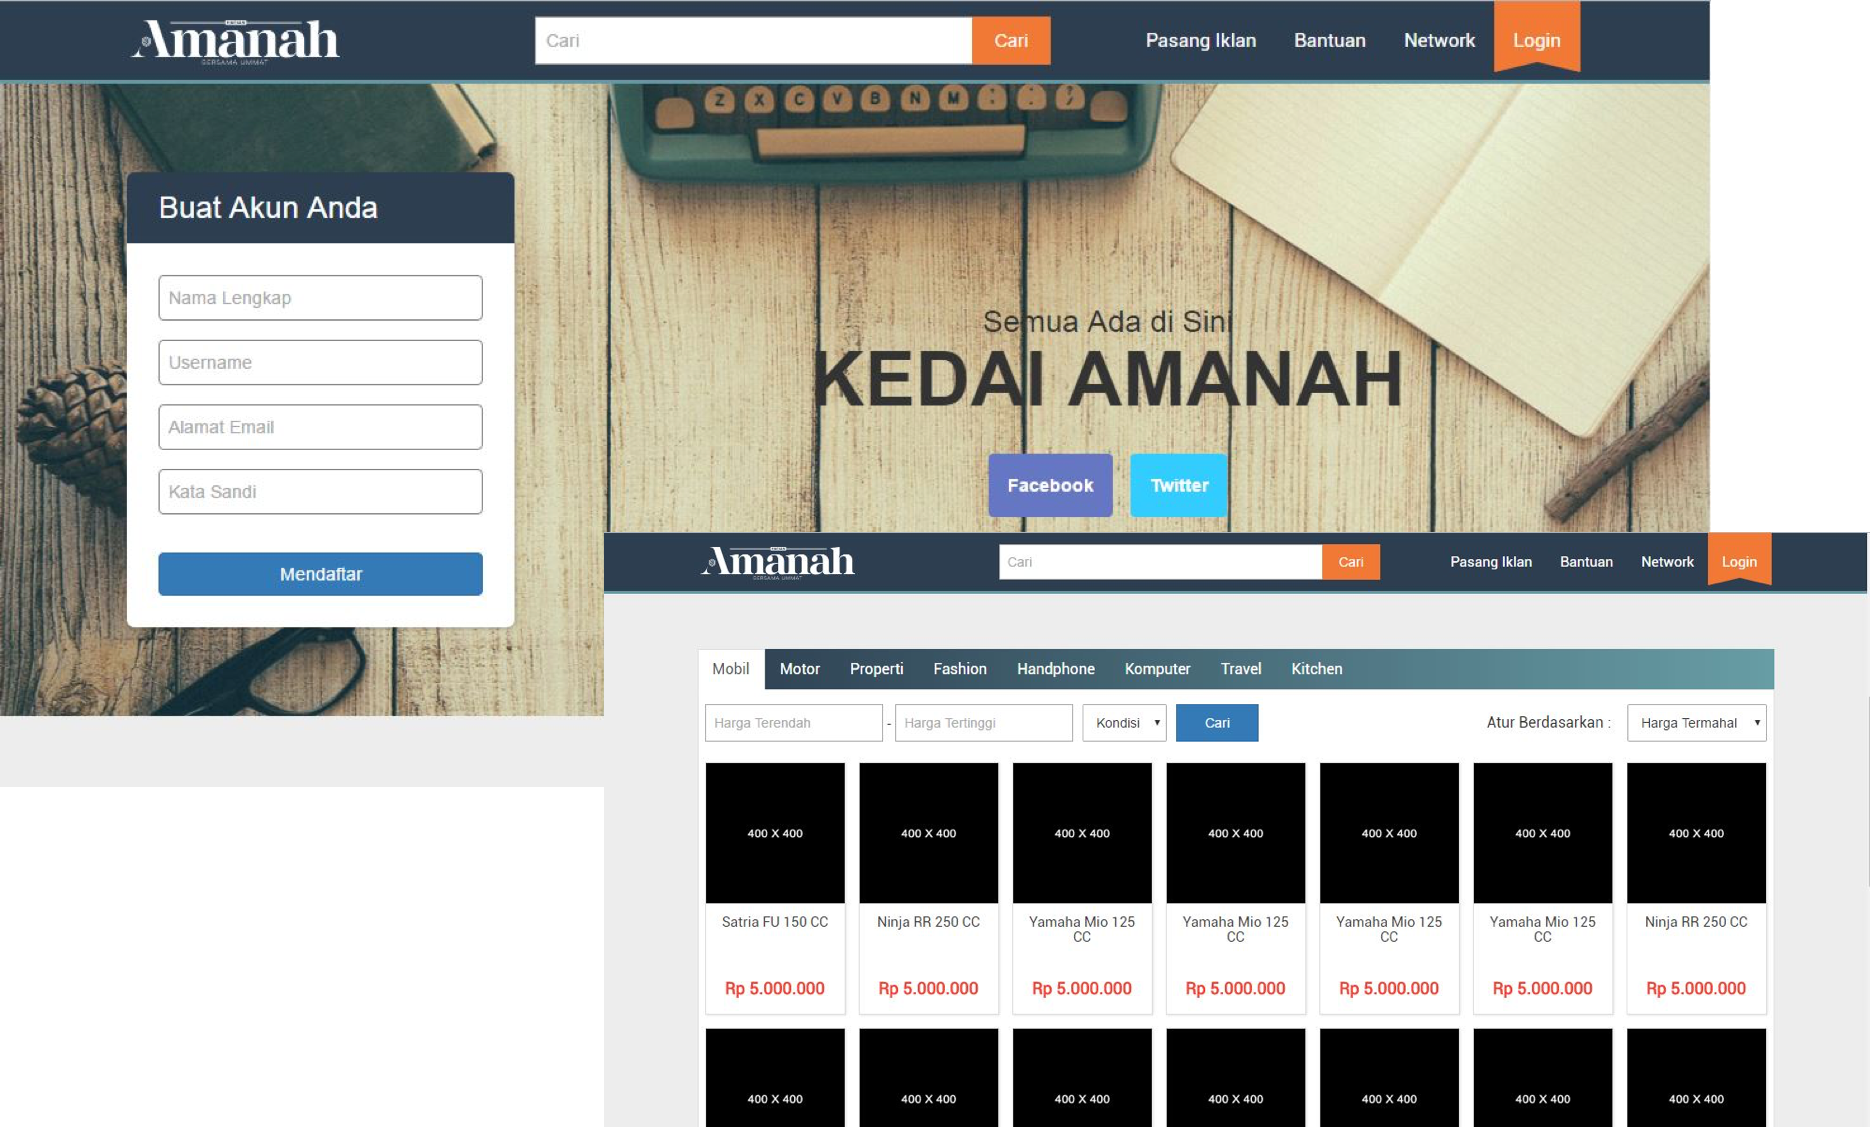 Amanah
BERSAMA UMMAT
Cari
Cari
Pasang Iklan
Bantuan
Network
Login
Z X C V B N M
Buat Akun Anda
Nama Lengkap
Username
Alamat Email
Kata Sandi
Mendaftar
Semua Ada di Sini
KEDAI AMANAH
Facebook
Twitter
Amanah
BERSAMA UMMAT
Cari
Cari
Pasang Iklan
Bantuan
Network
Login
Mobil
Motor
Properti
Fashion
Handphone
Komputer
Travel
Kitchen
Harga Terendah
-
Harga Tertinggi
Kondisi
Cari
Atur Berdasarkan :
Harga Termahal
400 X 400
Satria FU 150 CC
Rp 5.000.000
400 X 400
Ninja RR 250 CC
Rp 5.000.000
400 X 400
Yamaha Mio 125
CC
Rp 5.000.000
400 X 400
Yamaha Mio 125
CC
Rp 5.000.000
400 X 400
Yamaha Mio 125
CC
Rp 5.000.000
400 X 400
Yamaha Mio 125
CC
Rp 5.000.000
400 X 400
Ninja RR 250 CC
Rp 5.000.000
400 X 400
400 X 400
400 X 400
400 X 400
400 X 400
400 X 400
400 X 400